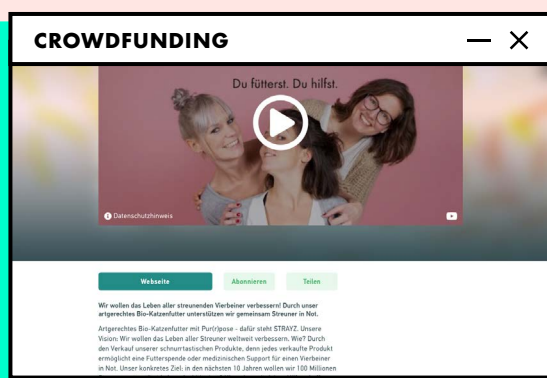 CROWDFUNDING
Du fütterst. Du hilfst.
Datenschutzhinweis
Webseite Abonnieren Teilen
Wir wollen das Leben aller streunenden Vierbeiner verbessern! Durch unser
artgerechtes Bio-Katzenfutter unterstützen wir gemeinsam Streuner in Not.
Artgerechtes Bio-Katzenfutter mit Pur(r)pose - dafür steht STRAYZ. Unsere
Vision: Wir wollen das Leben aller Streuner weltweit verbessern. Wie? Durch
den Verkauf unserer schnurrtastischen Produkte, denn jedes verkaufte Produkt
ermöglicht eine Futterspende oder medizinischen Support für einen Vierbeiner
in Not. Unser konkretes Ziel: in den nächsten 10 Jahren wollen wir 100 Millionen